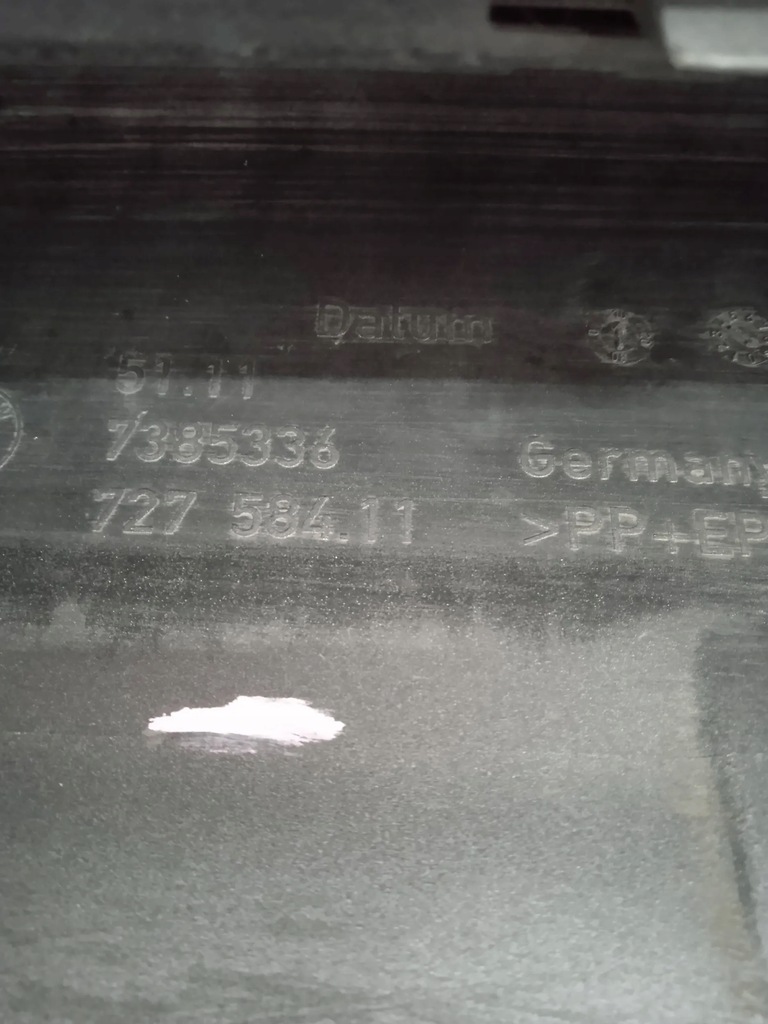 Datum
51.11
7385336
Germany
727 584.11
>PP+EP